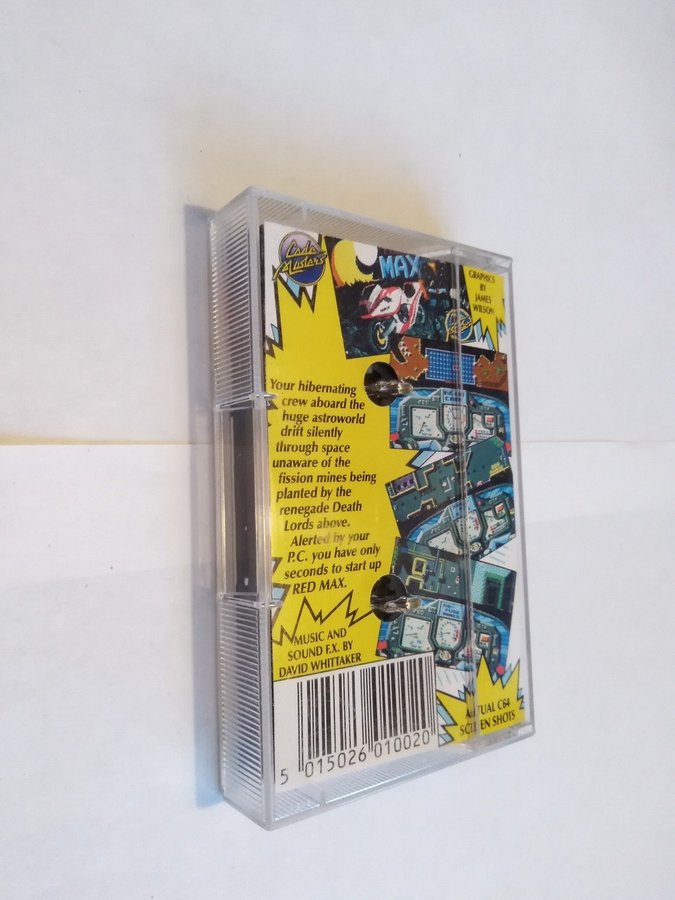 Code
Masters
MAX
GRAPHICS
BY
JAMES
WILSON
Your hibernating
crew aboard the
huge astroworld
drift silently
through space
unaware of the
fission mines being
planted by the
renegade Death
Lords above.
Alerted by your
P.C. you have only
seconds to start up
RED MAX.
MUSIC AND
SOUND F.X. BY
DAVID WHITTAKER
5 015026 010020
ACTUAL C64
SCREEN SHOTS